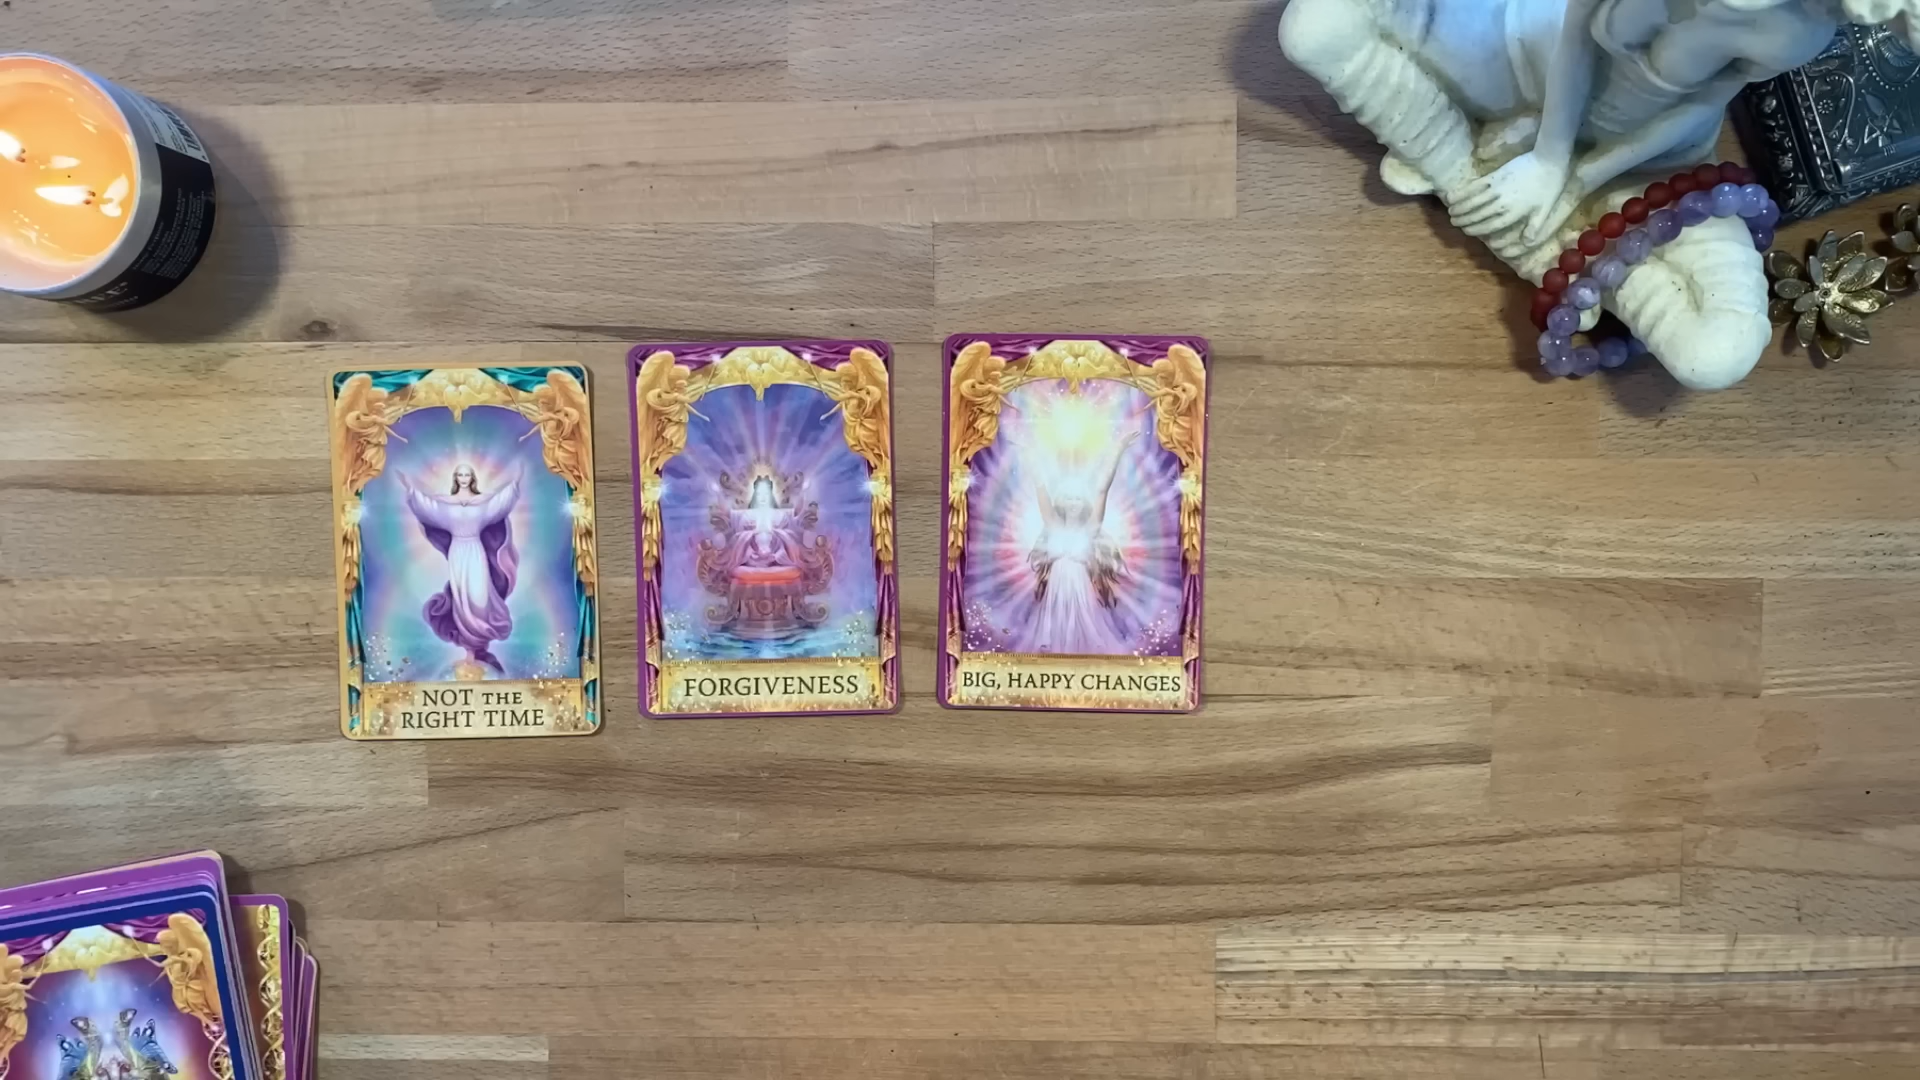 NOT THE
RIGHT TIME
FORGIVENESS
BIG, HAPPY CHANGES